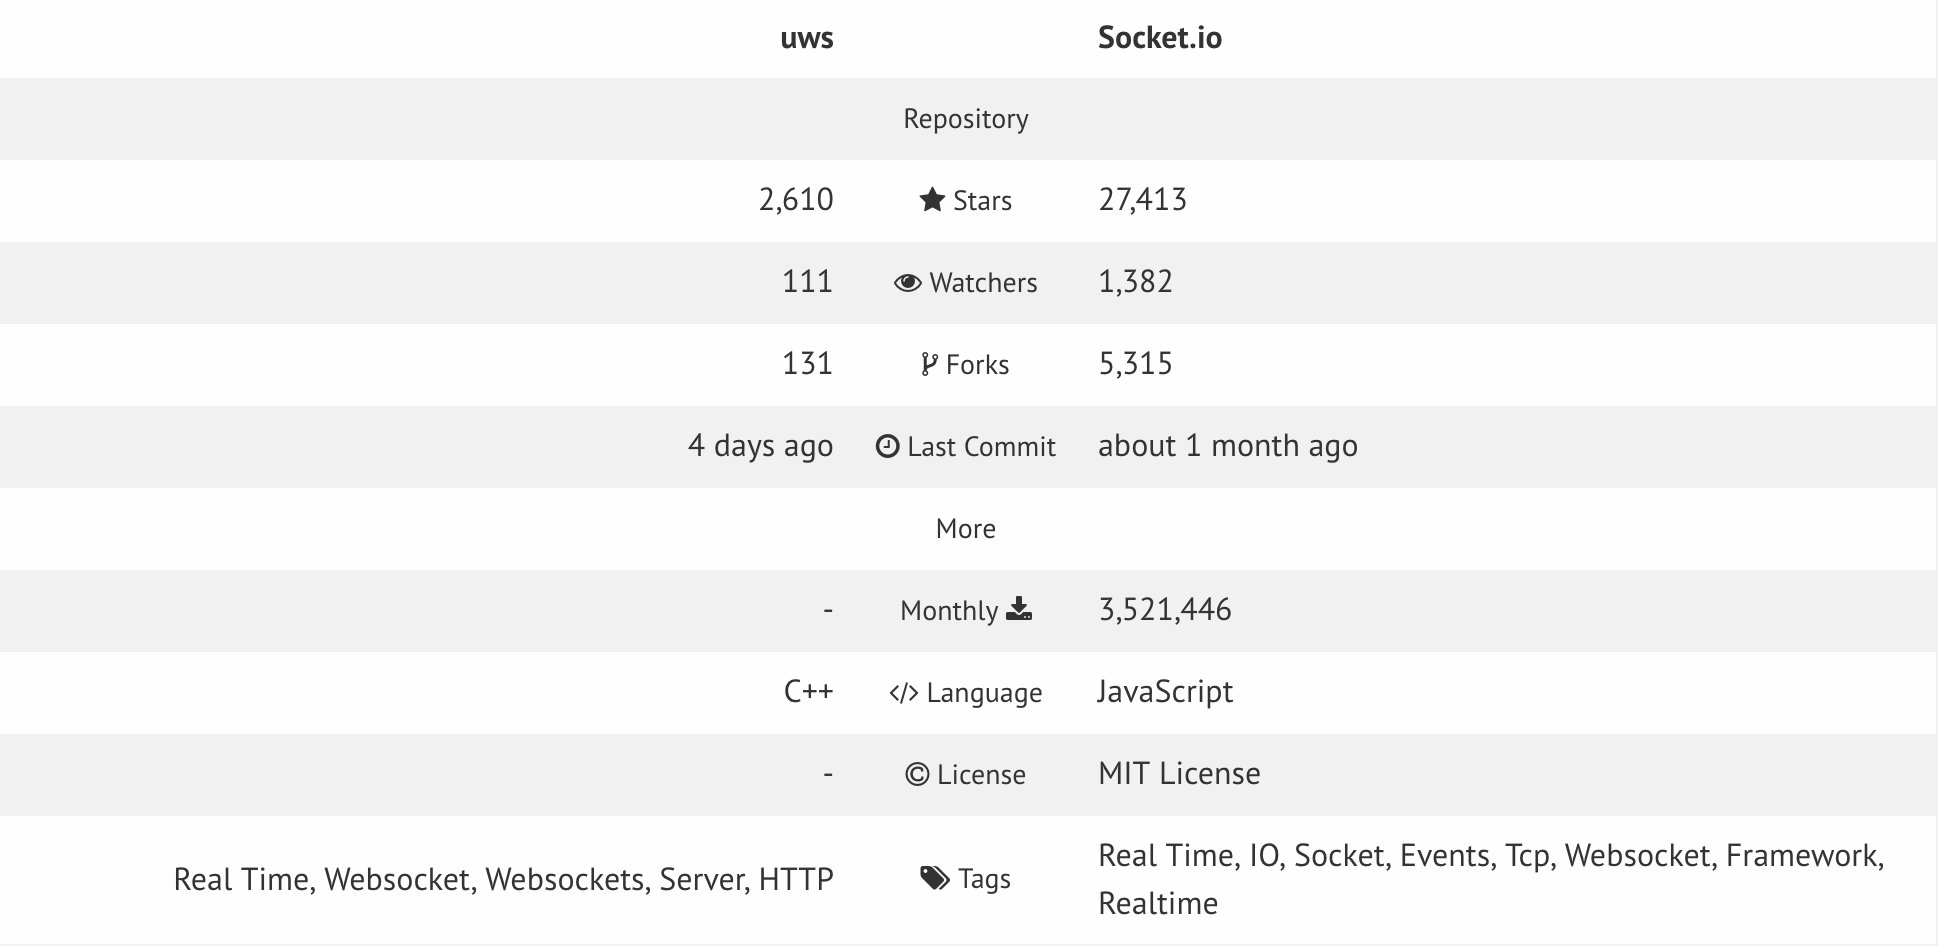 uws Socket.io
Repository
2,610 Stars 27,413
111 Watchers 1,382
131 Forks 5,315
4 days ago Last Commit about 1 month ago
More
- Monthly 3,521,446
C++ </> Language JavaScript
- © License MIT License
Real Time, Websocket, Websockets, Server, HTTP Tags Real Time, IO, Socket, Events, Tcp, Websocket, Framework,
Realtime